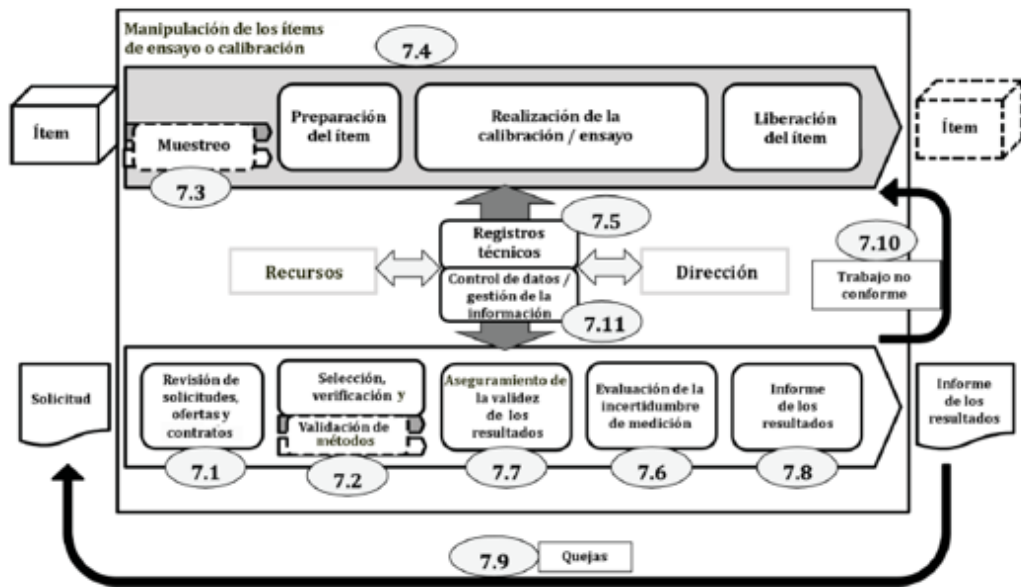 Manipulación de los ítems
de ensayo o calibración
7.4
Ítem
Muestreo
7.3
Preparación
del ítem
Realización de la
calibración / ensayo
Liberación
del ítem
Ítem
7.5
Registros
técnicos
Recursos
Control de datos /
gestión de la
información
7.11
Dirección
7.10
Trabajo no
conforme
Solicitud
Revisión de
solicitudes,
ofertas y
contratos
7.1
Selección,
verificación y
Validación de
métodos
7.2
Aseguramiento de
la validez
de los
resultados
7.7
Evaluación de la
incertidumbre
de medición
7.6
Informe
de los
resultados
7.8
Informe
de los
resultados
7.9
Quejas